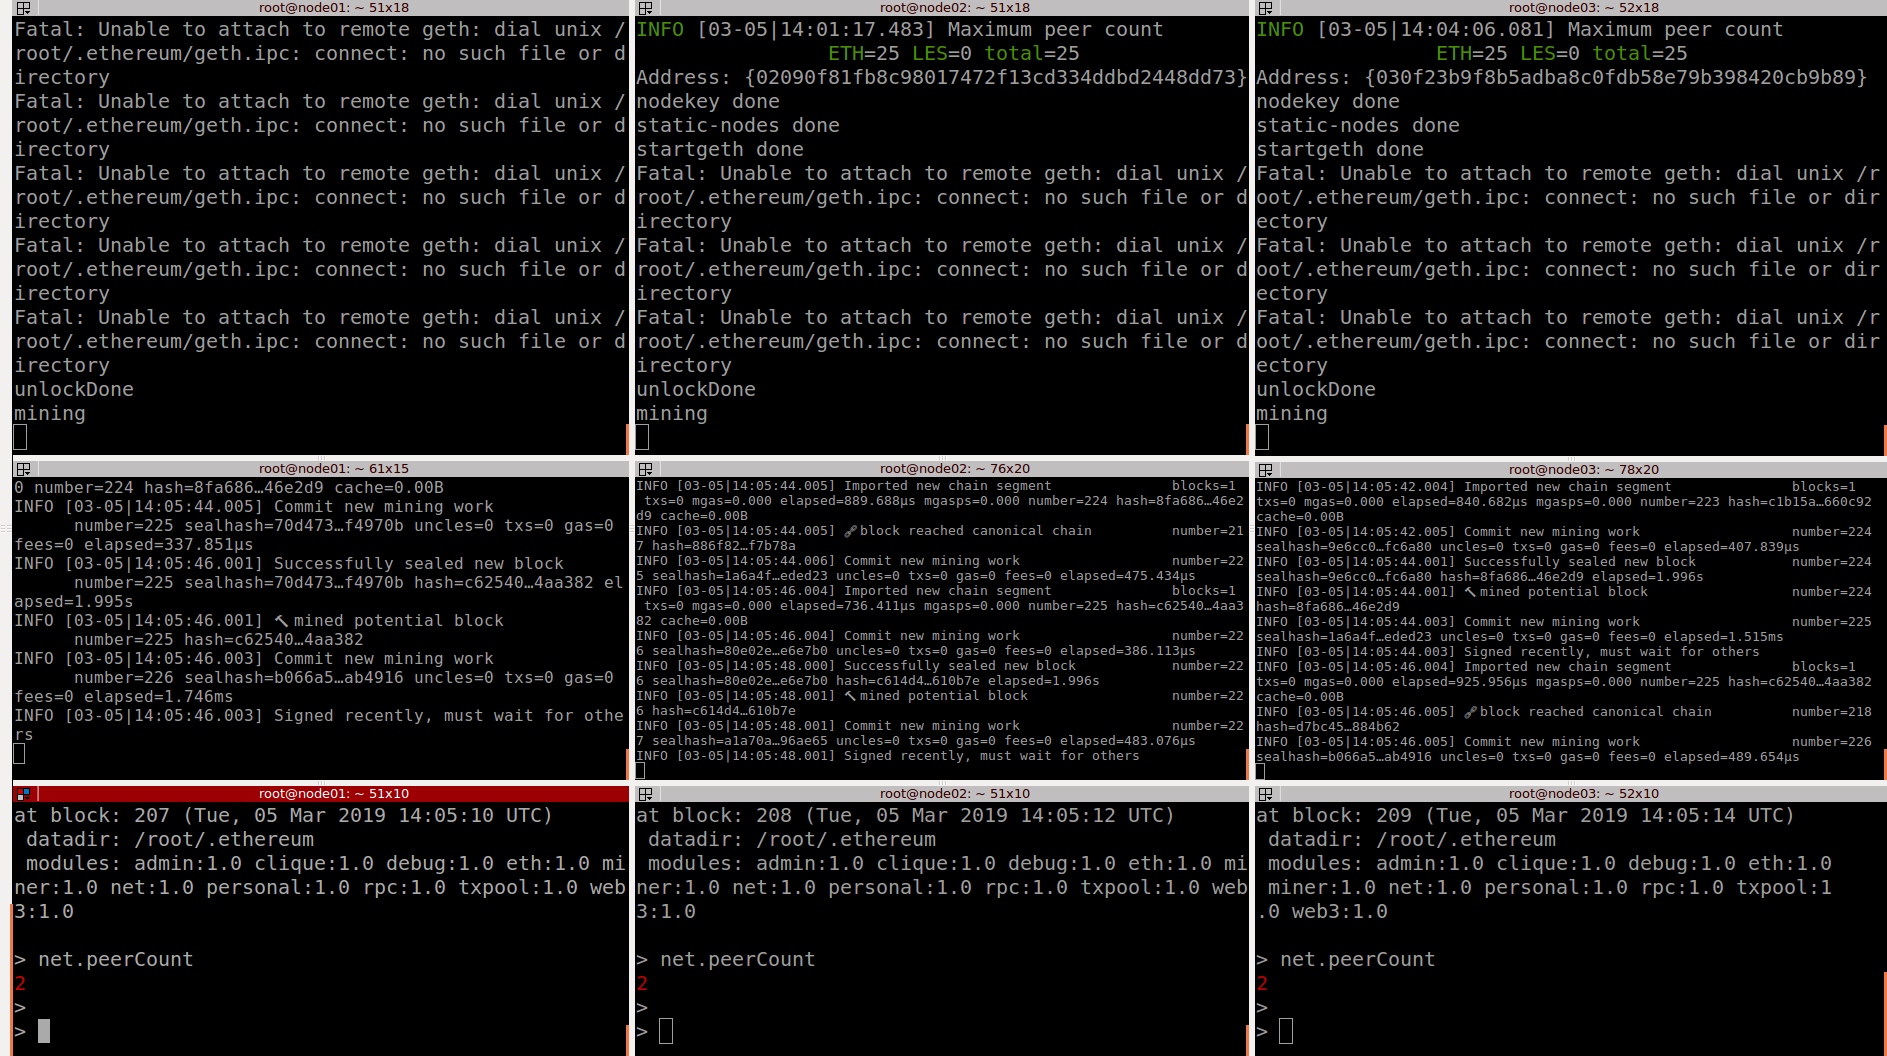 root@node01: ~ 51x18
Fatal: Unable to attach to remote geth: dial unix /
root/.ethereum/geth.ipc: connect: no such file or d
irectory
Fatal: Unable to attach to remote geth: dial unix /
root/.ethereum/geth.ipc: connect: no such file or d
irectory
Fatal: Unable to attach to remote geth: dial unix /
root/.ethereum/geth.ipc: connect: no such file or d
irectory
Fatal: Unable to attach to remote geth: dial unix /
root/.ethereum/geth.ipc: connect: no such file or d
irectory
Fatal: Unable to attach to remote geth: dial unix /
root/.ethereum/geth.ipc: connect: no such file or d
irectory
unlockDone
mining
root@node02: ~ 51x18
INFO [03-05|14:01:17.483] Maximum peer count
ETH=25 LES=0 total=25
Address: {02090f81fb8c98017472f13cd334ddbd2448dd73}
nodekey done
static-nodes done
startgeth done
Fatal: Unable to attach to remote geth: dial unix /
root/.ethereum/geth.ipc: connect: no such file or d
irectory
Fatal: Unable to attach to remote geth: dial unix /
root/.ethereum/geth.ipc: connect: no such file or d
irectory
Fatal: Unable to attach to remote geth: dial unix /
root/.ethereum/geth.ipc: connect: no such file or d
irectory
unlockDone
mining
root@node03: ~ 52x18
INFO [03-05|14:04:06.081] Maximum peer count
ETH=25 LES=0 total=25
Address: {030f23b9f8b5adba8c0fdb58e79b398420cb9b89}
nodekey done
static-nodes done
startgeth done
Fatal: Unable to attach to remote geth: dial unix /r
oot/.ethereum/geth.ipc: connect: no such file or dir
ectory
Fatal: Unable to attach to remote geth: dial unix /r
oot/.ethereum/geth.ipc: connect: no such file or dir
ectory
Fatal: Unable to attach to remote geth: dial unix /r
oot/.ethereum/geth.ipc: connect: no such file or dir
ectory
unlockDone
mining
root@node01: ~ 61x15
0 number=224 hash=8fa686…46e2d9 cache=0.00B
INFO [03-05|14:05:44.005] Commit new mining work
number=225 sealhash=70d473…f4970b uncles=0 txs=0 gas=0
fees=0 elapsed=337.851µs
INFO [03-05|14:05:46.001] Successfully sealed new block
number=225 sealhash=70d473…f4970b hash=c62540…4aa382 el
apsed=1.995s
INFO [03-05|14:05:46.001] 🔨mined potential block
number=225 hash=c62540…4aa382
INFO [03-05|14:05:46.003] Commit new mining work
number=226 sealhash=b066a5…ab4916 uncles=0 txs=0 gas=0
fees=0 elapsed=1.746ms
INFO [03-05|14:05:46.003] Signed recently, must wait for othe
rs
root@node02: ~ 76x20
INFO [03-05|14:05:44.005] Imported new chain segment blocks=1
txs=0 mgas=0.000 elapsed=889.688µs mgasps=0.000 number=224 hash=8fa686…46e2
d9 cache=0.00B
INFO [03-05|14:05:44.005] 🔗block reached canonical chain number=21
7 hash=886f82…f7b78a
INFO [03-05|14:05:44.006] Commit new mining work number=22
5 sealhash=1a6a4f…eded23 uncles=0 txs=0 gas=0 fees=0 elapsed=475.434µs
INFO [03-05|14:05:46.004] Imported new chain segment blocks=1
txs=0 mgas=0.000 elapsed=736.411µs mgasps=0.000 number=225 hash=c62540…4aa3
82 cache=0.00B
INFO [03-05|14:05:46.004] Commit new mining work number=22
6 sealhash=80e02e…e6e7b0 uncles=0 txs=0 gas=0 fees=0 elapsed=386.113µs
INFO [03-05|14:05:48.000] Successfully sealed new block number=22
6 sealhash=80e02e…e6e7b0 hash=c614d4…610b7e elapsed=1.996s
INFO [03-05|14:05:48.001] 🔨mined potential block number=22
6 hash=c614d4…610b7e
INFO [03-05|14:05:48.001] Commit new mining work number=22
7 sealhash=a1a70a…96ae65 uncles=0 txs=0 gas=0 fees=0 elapsed=483.076µs
INFO [03-05|14:05:48.001] Signed recently, must wait for others
root@node03: ~ 78x20
INFO [03-05|14:05:42.004] Imported new chain segment blocks=1
txs=0 mgas=0.000 elapsed=840.682µs mgasps=0.000 number=223 hash=c1b15a…660c92
cache=0.00B
INFO [03-05|14:05:42.005] Commit new mining work number=224
sealhash=9e6cc0…fc6a80 uncles=0 txs=0 gas=0 fees=0 elapsed=407.839µs
INFO [03-05|14:05:44.001] Successfully sealed new block number=224
sealhash=9e6cc0…fc6a80 hash=8fa686…46e2d9 elapsed=1.996s
INFO [03-05|14:05:44.001] 🔨mined potential block number=224
hash=8fa686…46e2d9
INFO [03-05|14:05:44.003] Commit new mining work number=225
sealhash=1a6a4f…eded23 uncles=0 txs=0 gas=0 fees=0 elapsed=1.515ms
INFO [03-05|14:05:44.003] Signed recently, must wait for others
INFO [03-05|14:05:46.004] Imported new chain segment blocks=1
txs=0 mgas=0.000 elapsed=925.956µs mgasps=0.000 number=225 hash=c62540…4aa382
cache=0.00B
INFO [03-05|14:05:46.005] 🔗block reached canonical chain number=218
hash=d7bc45…884b62
INFO [03-05|14:05:46.005] Commit new mining work number=226
sealhash=b066a5…ab4916 uncles=0 txs=0 gas=0 fees=0 elapsed=489.654µs
root@node01: ~ 51x10
at block: 207 (Tue, 05 Mar 2019 14:05:10 UTC)
datadir: /root/.ethereum
modules: admin:1.0 clique:1.0 debug:1.0 eth:1.0 mi
ner:1.0 net:1.0 personal:1.0 rpc:1.0 txpool:1.0 web
3:1.0
> net.peerCount
2
>
>
root@node02: ~ 51x10
at block: 208 (Tue, 05 Mar 2019 14:05:12 UTC)
datadir: /root/.ethereum
modules: admin:1.0 clique:1.0 debug:1.0 eth:1.0 mi
ner:1.0 net:1.0 personal:1.0 rpc:1.0 txpool:1.0 web
3:1.0
> net.peerCount
2
>
>
root@node03: ~ 52x10
at block: 209 (Tue, 05 Mar 2019 14:05:14 UTC)
datadir: /root/.ethereum
modules: admin:1.0 clique:1.0 debug:1.0 eth:1.0
miner:1.0 net:1.0 personal:1.0 rpc:1.0 txpool:1
.0 web3:1.0
> net.peerCount
2
>
>